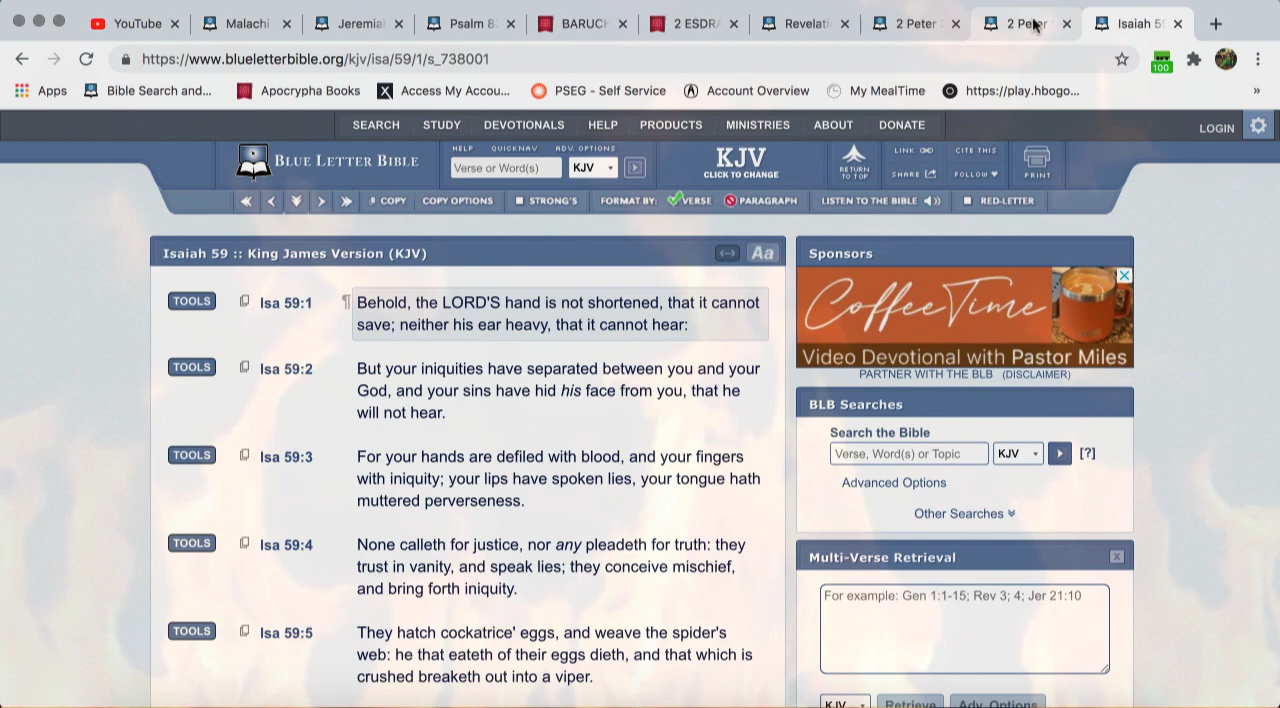 YouTube
Malachi
Jeremiah
Psalm 8
BARUCH
2 ESDRA
Revelati
2 Peter
2 Peter
Isaiah 5
https://www.blueletterbible.org/kjv/isa/59/1/s_738001
100
Apps
Bible Search and...
Apocrypha Books
Access My Accou...
PSEG - Self Service
Account Overview
My MealTime
https://play.hbogo...
»
SEARCH
STUDY
DEVOTIONALS
HELP
PRODUCTS
MINISTRIES
ABOUT
DONATE
LOGIN
BLUE LETTER BIBLE
HELP
QUICKNAV
ADV. OPTIONS
Verse or Word(s)
KJV
KJV
CLICK TO CHANGE
RETURN
TO TOP
LINK
CITE THIS
SHARE
FOLLOW
PRINT
COPY
COPY OPTIONS
STRONG'S
FORMAT BY:
VERSE
PARAGRAPH
LISTEN TO THE BIBLE
RED-LETTER
Isaiah 59 :: King James Version (KJV)
Aa
TOOLS
Isa 59:1
¶ Behold, the LORD'S hand is not shortened, that it cannot
save; neither his ear heavy, that it cannot hear:
TOOLS
Isa 59:2
But your iniquities have separated between you and your
God, and your sins have hid his face from you, that he
will not hear.
TOOLS
Isa 59:3
For your hands are defiled with blood, and your fingers
with iniquity; your lips have spoken lies, your tongue hath
muttered perverseness.
TOOLS
Isa 59:4
None calleth for justice, nor any pleadeth for truth: they
trust in vanity, and speak lies; they conceive mischief,
and bring forth iniquity.
TOOLS
Isa 59:5
They hatch cockatrice' eggs, and weave the spider's
web: he that eateth of their eggs dieth, and that which is
crushed breaketh out into a viper.
Sponsors
CoffeeTime
Video Devotional with Pastor Miles
PARTNER WITH THE BLB (DISCLAIMER)
BLB Searches
Search the Bible
Verse, Word(s) or Topic
KJV
[?]
Advanced Options
Other Searches
Multi-Verse Retrieval
X
For example: Gen 1:1-15; Rev 3; 4; Jer 21:10
KJV
Retrieve
Adv. Options